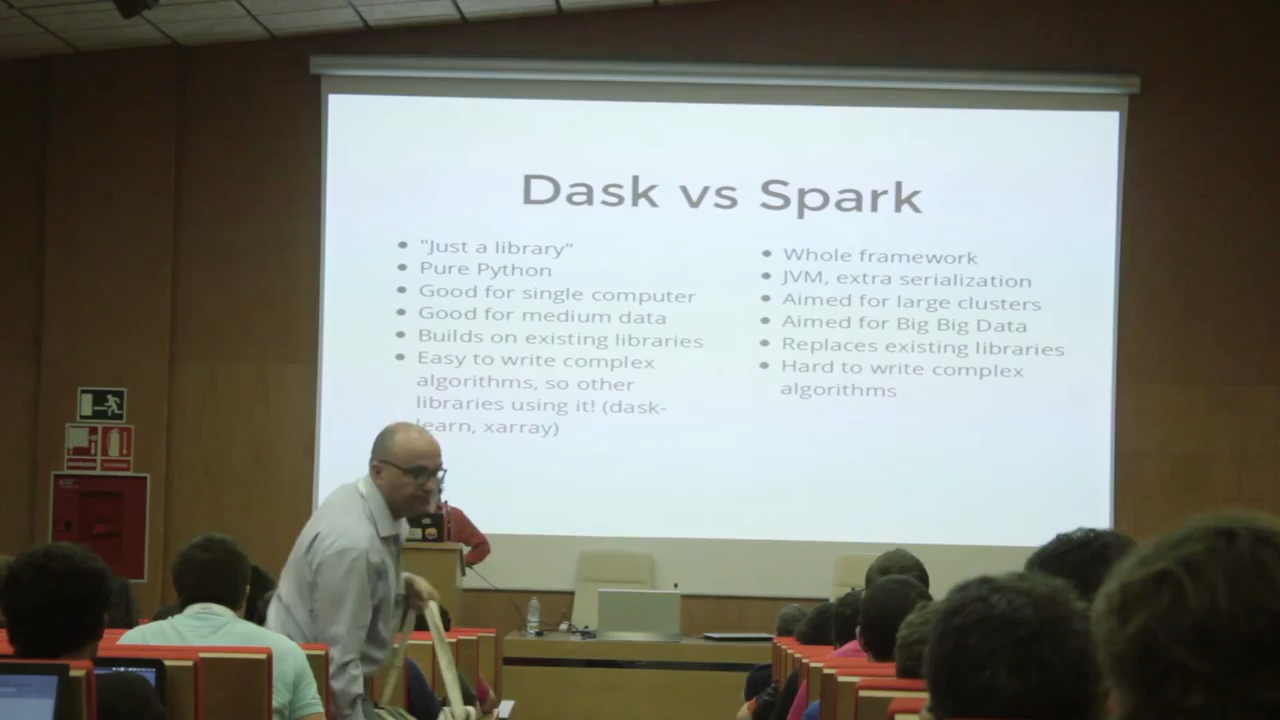 Dask vs Spark
• "Just a library"
• Pure Python
• Good for single computer
• Good for medium data
• Builds on existing libraries
• Easy to write complex
algorithms, so other
libraries using it! (dask-
learn, xarray)
• Whole framework
• JVM, extra serialization
• Aimed for large clusters
• Aimed for Big Big Data
• Replaces existing libraries
• Hard to write complex
algorithms